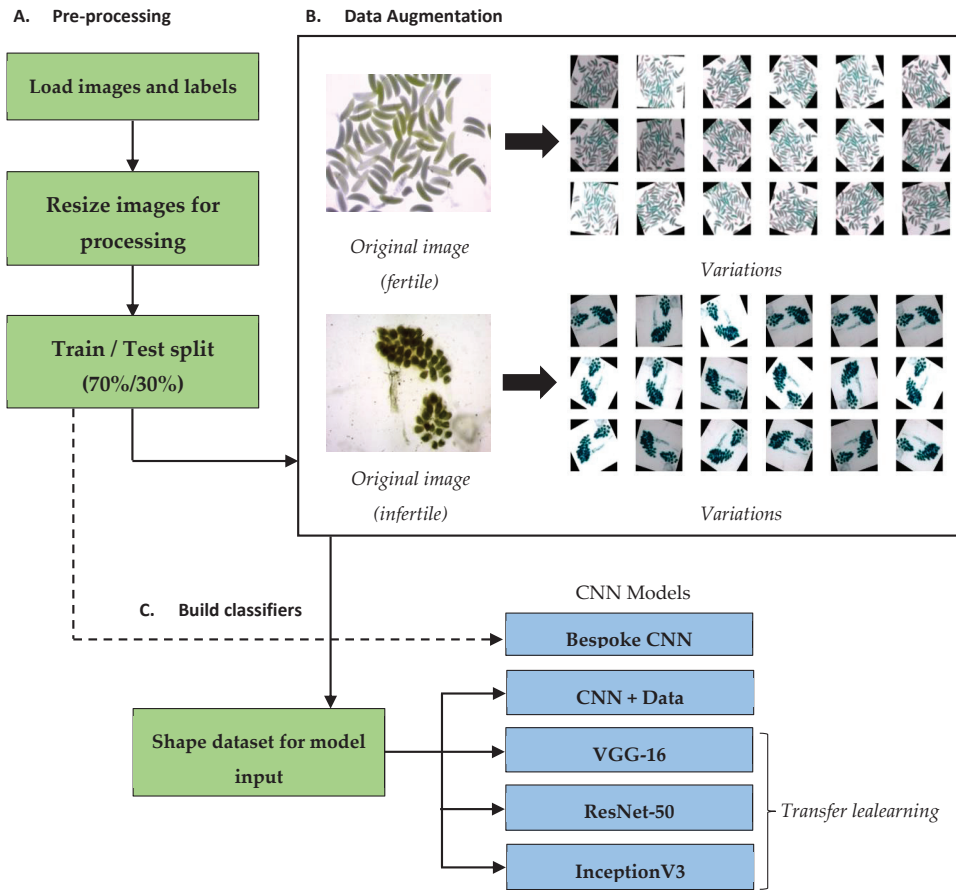 A. Pre-processing
Load images and labels
Resize images for
processing
Train / Test split
(70%/30%)
B. Data Augmentation
Original image
(fertile)
Variations
Original image
(infertile)
Variations
C. Build classifiers
Shape dataset for model
input
CNN Models
Bespoke CNN
CNN + Data
VGG-16
ResNet-50
InceptionV3
Transfer lealearning